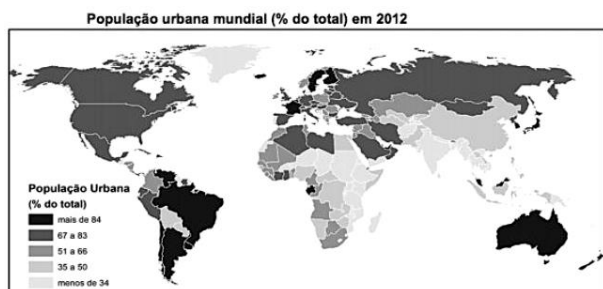 População urbana mundial (% do total) em 2012
População Urbana
(% do total)
mais de 84
67 a 83
51 a 66
35 a 50
menos de 34